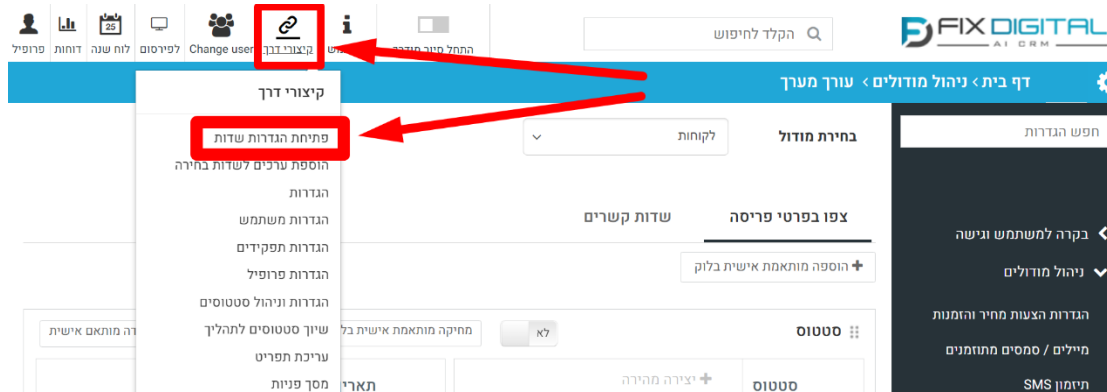 FIX DIGITAL
AI CRM
הקלד לחיפוש
התחל סיור מודרך
קיצורי דרך
Change user
לפירסום
25
לוח שנה
דוחות
פרופיל
דף בית > ניהול מודולים > עורך מערך
חפש הגדרות
בקרה למשתמש וגישה
ניהול מודולים
הגדרות הצעות מחיר והזמנות
מיילים / סמסים מתוזמנים
תיזמון SMS
בחירת מודול
לקוחות
צפו בפרטי פריסה
שדות קשרים
+ הוספה מותאמת אישית בלוק
סטטוס
לא
מחיקה מותאמת אישית
מותאם אישית
סטטוס
+ יצירה מהירה
קיצורי דרך
פתיחת הגדרות שדות
הוספת ערכים לשדות בחירה
הגדרות
הגדרות משתמש
הגדרות תפקידים
הגדרות פרופיל
הגדרות וניהול סטטוסים
שיוך סטטוסים לתהליך
עריכת תפריט
מסך פניות